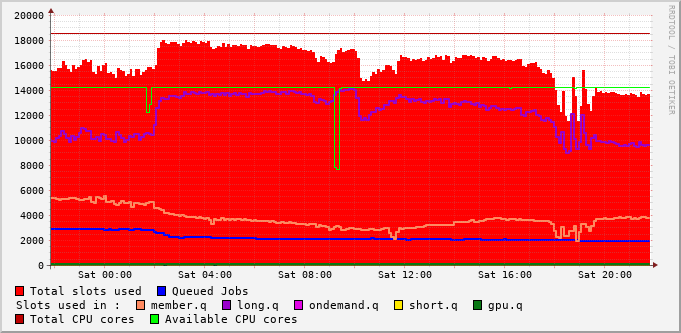 20000
18000
16000
14000
12000
10000
8000
6000
4000
2000
0
Sat 00:00 Sat 04:00 Sat 08:00 Sat 12:00 Sat 16:00 Sat 20:00
RRDTOOL / TOBI OETIKER
Total slots used Queued Jobs
Slots used in : member.q long.q ondemand.q short.q gpu.q
Total CPU cores Available CPU cores